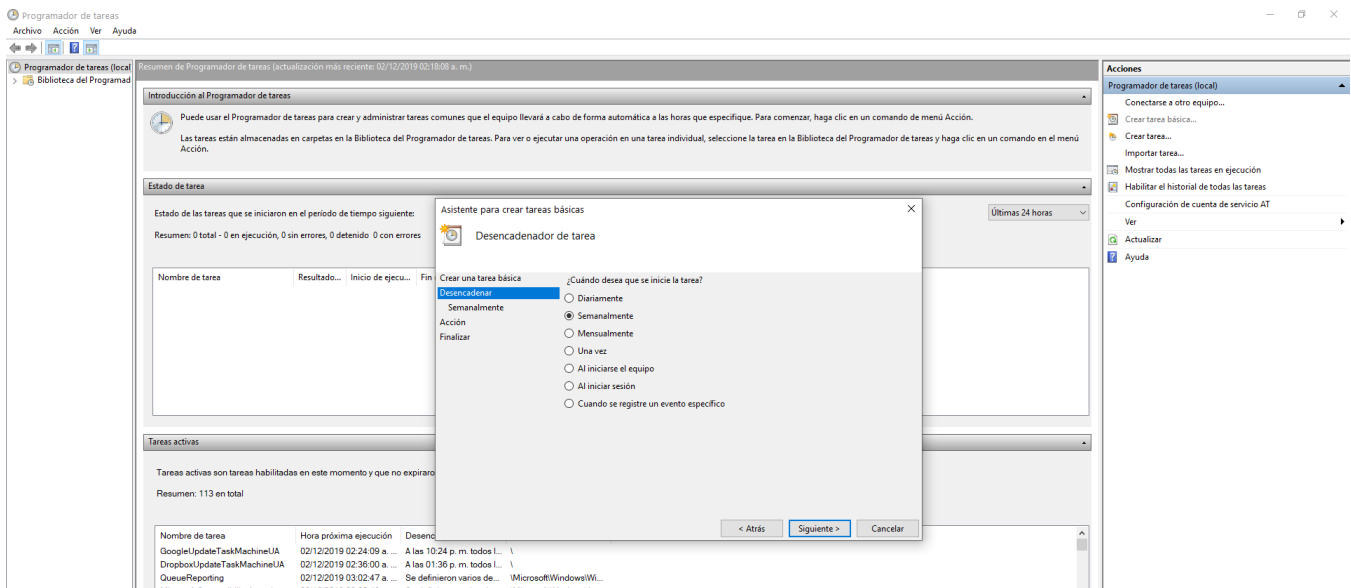 Programador de tareas
Archivo Acción Ver Ayuda
Programador de tareas (local
Biblioteca del Programad
Resumen de Programador de tareas (actualización más reciente: 02/12/2019 02:18:08 a. m.)
Introducción al Programador de tareas
Puede usar el Programador de tareas para crear y administrar tareas comunes que el equipo llevará a cabo de forma automática a las horas que especifique. Para comenzar, haga clic en un comando de menú Acción.
Las tareas están almacenadas en carpetas en la Biblioteca del Programador de tareas. Para ver o ejecutar una operación en una tarea individual, seleccione la tarea en la Biblioteca del Programador de tareas y haga clic en un comando en el menú
Acción.
Estado de tarea
Estado de las tareas que se iniciaron en el período de tiempo siguiente:
Últimas 24 horas
Resumen: 0 total - 0 en ejecución, 0 sin errores, 0 detenido 0 con errores
Nombre de tarea Resultado... Inicio de ejecu... Fin
Asistente para crear tareas básicas
Desencadenador de tarea
Crear una tarea básica
Desencadenar
Semanalmente
Acción
Finalizar
¿Cuándo desea que se inicie la tarea?
Diariamente
Semanalmente
Mensualmente
Una vez
Al iniciarse el equipo
Al iniciar sesión
Cuando se registre un evento específico
< Atrás Siguiente > Cancelar
Tareas activas
Tareas activas son tareas habilitadas en este momento y que no expiraro
Resumen: 113 en total
Nombre de tarea Hora próxima ejecución Desenc
GoogleUpdateTaskMachineUA 02/12/2019 02:24:09 a. ... A las 10:24 p. m. todos l... \
DropboxUpdateTaskMachineUA 02/12/2019 02:36:00 a. ... A las 01:36 p. m. todos l... \
QueueReporting 02/12/2019 03:02:47 a. ... Se definieron varios de... \Microsoft\Windows\Wi...
Acciones
Programador de tareas (local)
Conectarse a otro equipo...
Crear tarea básica...
Crear tarea...
Importar tarea...
Mostrar todas las tareas en ejecución
Habilitar el historial de todas las tareas
Configuración de cuenta de servicio AT
Ver
Actualizar
Ayuda